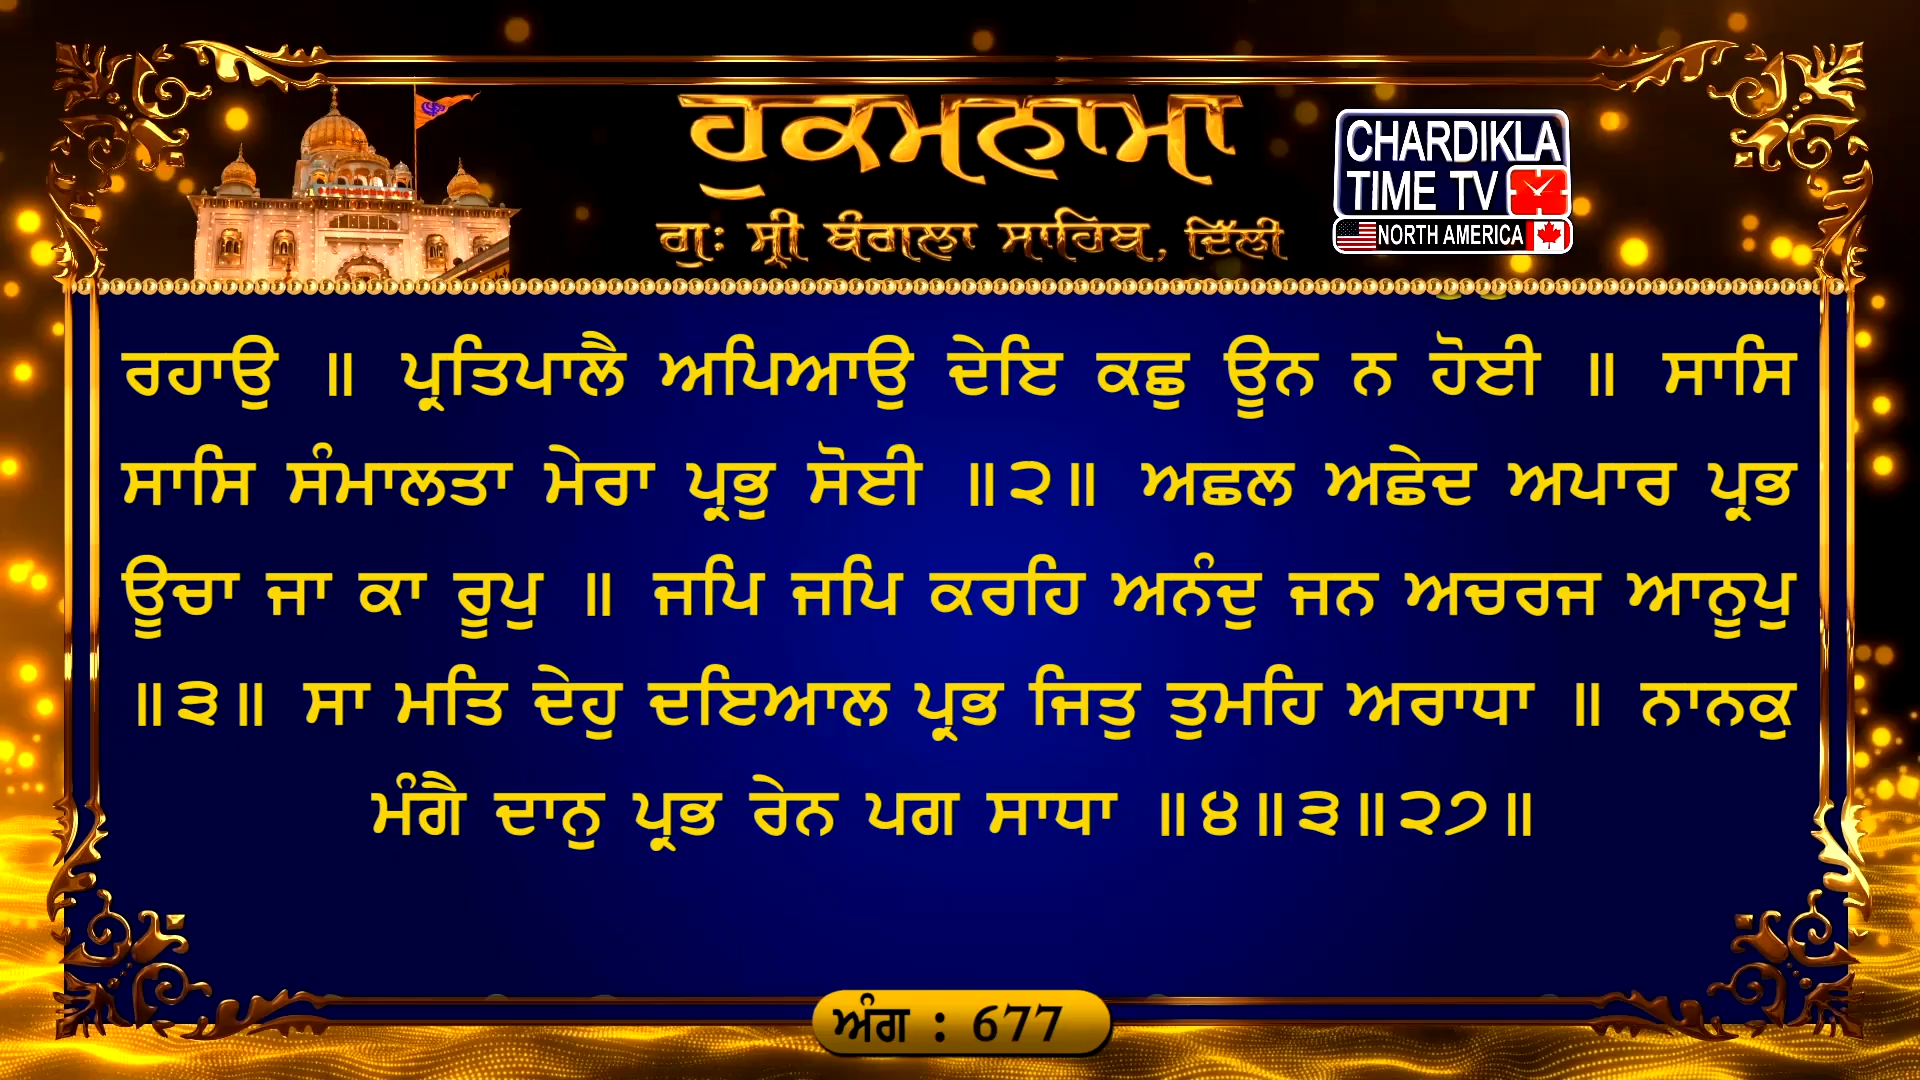 ਹੁਕਮਨਾਮਾ
ਗੁਃ ਸ੍ਰੀ ਬੰਗਲਾ ਸਾਹਿਬ, ਦਿੱਲੀ
CHARDIKLA
TIME TV
NORTH AMERICA
ਰਹਾਉ ॥ ਪ੍ਰਤਿਪਾਲੈ ਅਪਿਆਉ ਦੇਇ ਕਛੁ ਊਨ ਨ ਹੋਈ ॥ ਸਾਸਿ
ਸਾਸਿ ਸੰਮਾਲਤਾ ਮੇਰਾ ਪ੍ਰਭੁ ਸੋਈ ॥੨॥ ਅਛਲ ਅਛੇਦ ਅਪਾਰ ਪ੍ਰਭ
ਊਚਾ ਜਾ ਕਾ ਰੂਪੁ ॥ ਜਪਿ ਜਪਿ ਕਰਹਿ ਅਨੰਦੁ ਜਨ ਅਚਰਜ ਆਨੂਪੁ
॥੩॥ ਸਾ ਮਤਿ ਦੇਹੁ ਦਇਆਲ ਪ੍ਰਭ ਜਿਤੁ ਤੁਮਹਿ ਅਰਾਧਾ ॥ ਨਾਨਕੁ
ਮੰਗੈ ਦਾਨੁ ਪ੍ਰਭ ਰੇਨ ਪਗ ਸਾਧਾ ॥੪॥੩॥੨੭॥
ਅੰਗ : 677